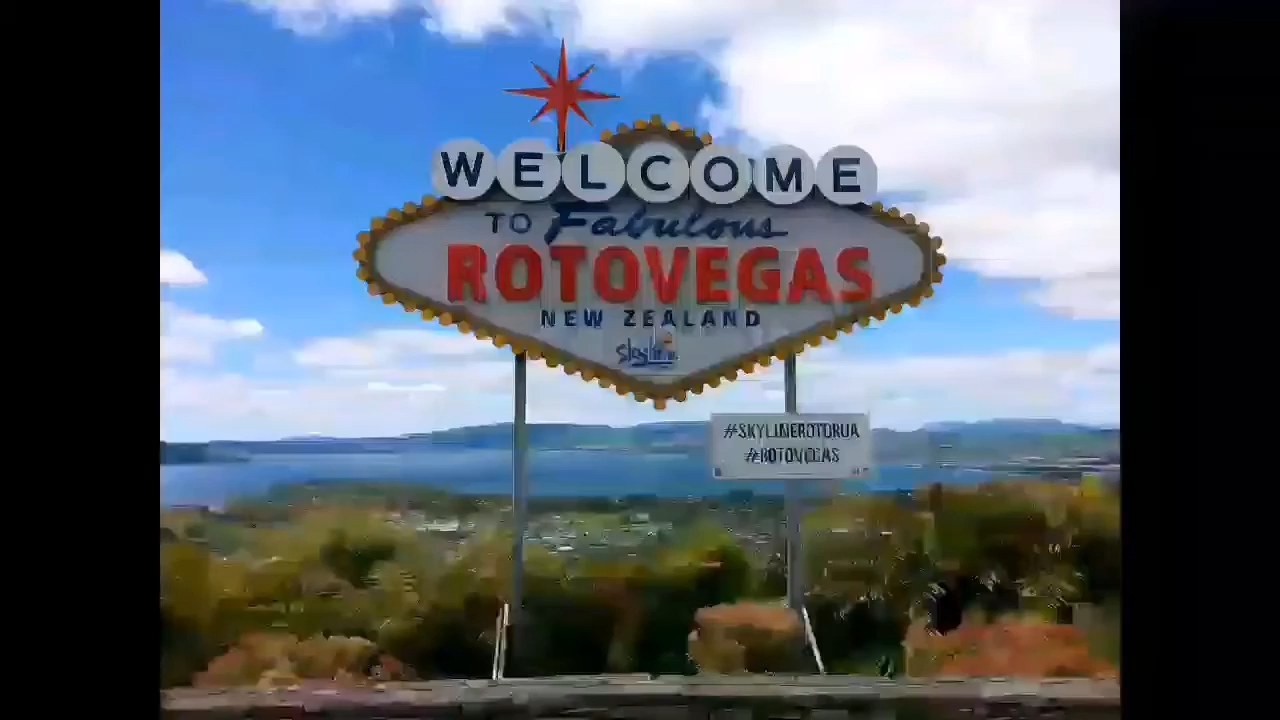 WELCOME
TO Fabulous
ROTOVEGAS
NEW ZEALAND
Skyline
#SKYLINEROTORUA
#ROTOVEGAS